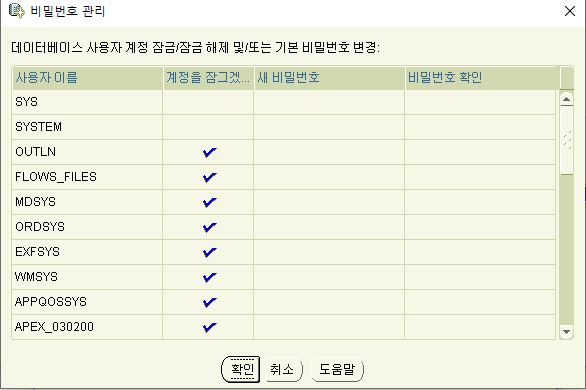 비밀번호 관리
데이터베이스 사용자 계정 잠금/잠금 해제 및/또는 기본 비밀번호 변경:
사용자 이름 계정을 잠그겠... 새 비밀번호 비밀번호 확인
SYS
SYSTEM
OUTLN
FLOWS_FILES
MDSYS
ORDSYS
EXFSYS
WMSYS
APPQOSSYS
APEX_030200
확인 취소 도움말